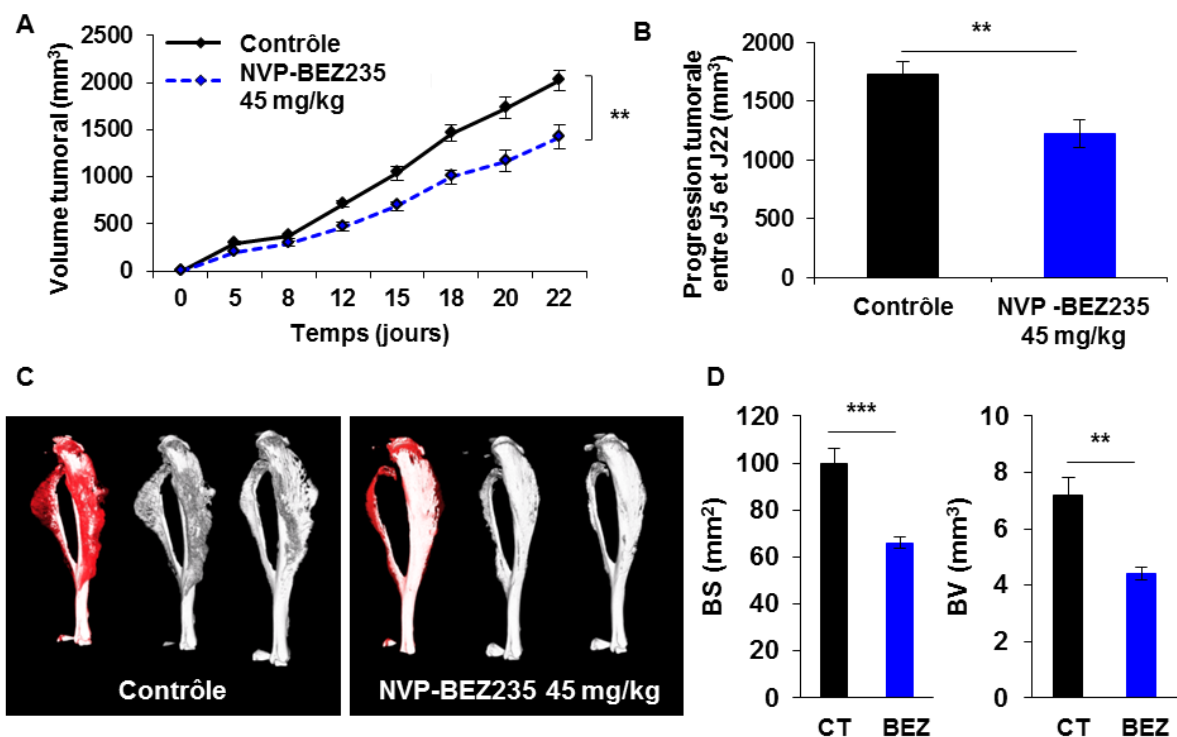 A
Volume tumoral (mm³)
2500
2000
1500
1000
500
0
Contrôle
NVP-BEZ235
45 mg/kg
**
0 5 8 12 15 18 20 22
Temps (jours)
B
Progression tumorale
entre J5 et J22 (mm³)
2000
1500
1000
500
0
**
Contrôle
NVP -BEZ235
45 mg/kg
C
Contrôle
NVP-BEZ235 45 mg/kg
D
BS (mm²)
120
100
80
60
40
20
0
***
CT BEZ
BV (mm³)
10
8
6
4
2
0
**
CT BEZ